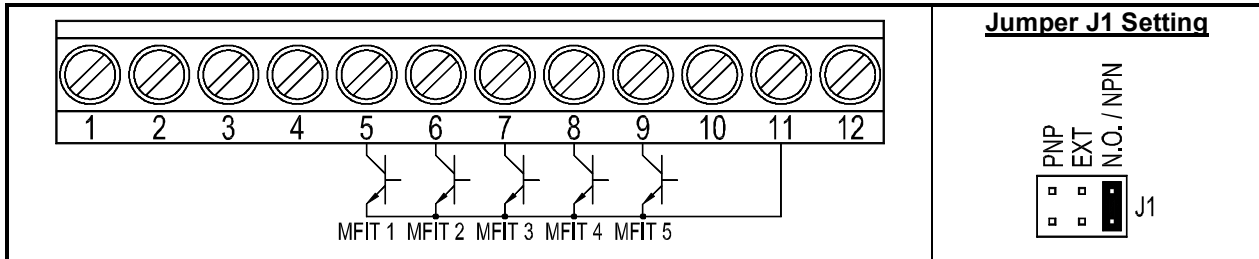 Jumper J1 Setting
1 2 3 4 5 6 7 8 9 10 11 12
MFIT 1 MFIT 2 MFIT 3 MFIT 4 MFIT 5
PNP
EXT
N.O. / NPN
J1